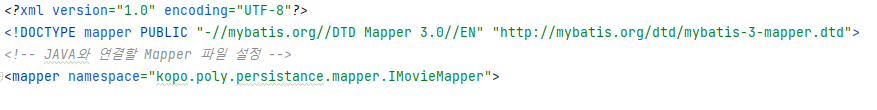 <?xml version="1.0" encoding="UTF-8"?>
<!DOCTYPE mapper PUBLIC "-//mybatis.org//DTD Mapper 3.0//EN" "http://mybatis.org/dtd/mybatis-3-mapper.dtd">
<!-- JAVA와 연결할 Mapper 파일 설정 -->
<mapper namespace="kopo.poly.persistance.mapper.IMovieMapper">